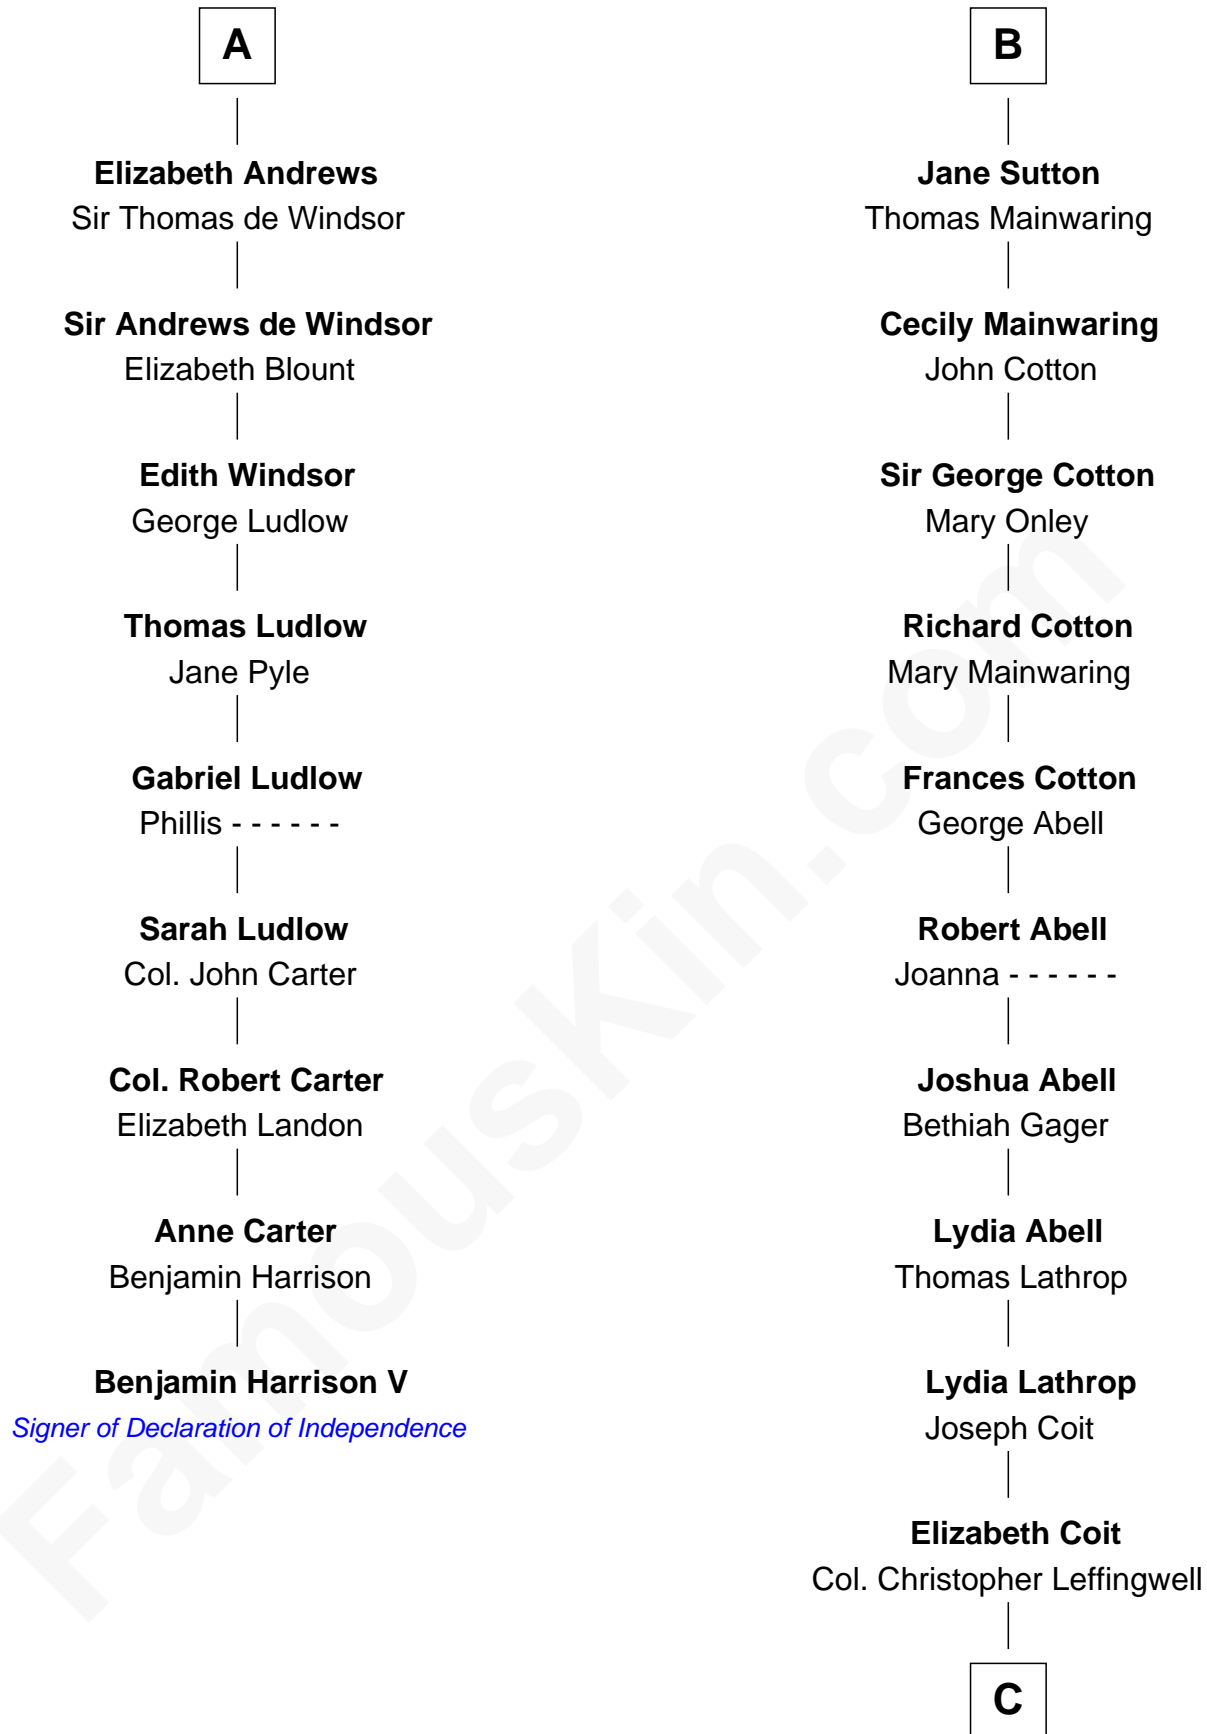 A
Elizabeth Andrews
Sir Thomas de Windsor
Sir Andrews de Windsor
Elizabeth Blount
Edith Windsor
George Ludlow
Thomas Ludlow
Jane Pyle
Gabriel Ludlow
Phillis - - - - - -
Sarah Ludlow
Col. John Carter
Col. Robert Carter
Elizabeth Landon
Anne Carter
Benjamin Harrison
Benjamin Harrison V
Signer of Declaration of Independence
B
Jane Sutton
Thomas Mainwaring
Cecily Mainwaring
John Cotton
Sir George Cotton
Mary Onley
Richard Cotton
Mary Mainwaring
Frances Cotton
George Abell
Robert Abell
Joanna - - - - - -
Joshua Abell
Bethiah Gager
Lydia Abell
Thomas Lathrop
Lydia Lathrop
Joseph Coit
Elizabeth Coit
Col. Christopher Leffingwell
C
FamousKin.com